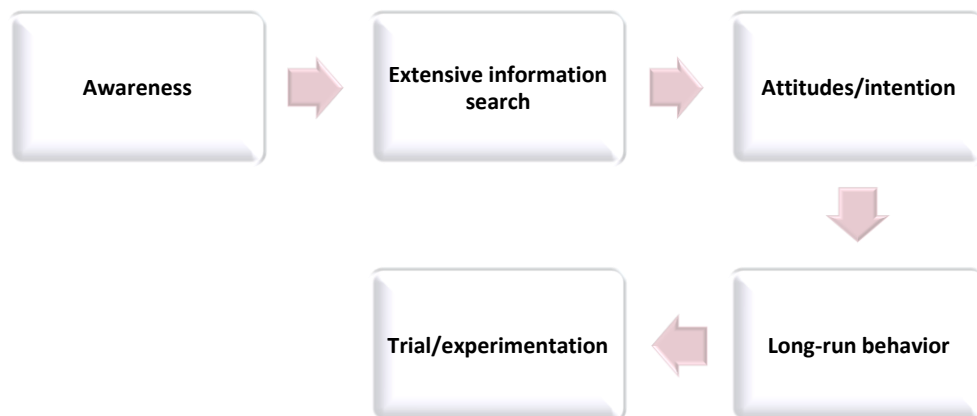 Awareness
Extensive information
search
Attitudes/intention
Long-run behavior
Trial/experimentation